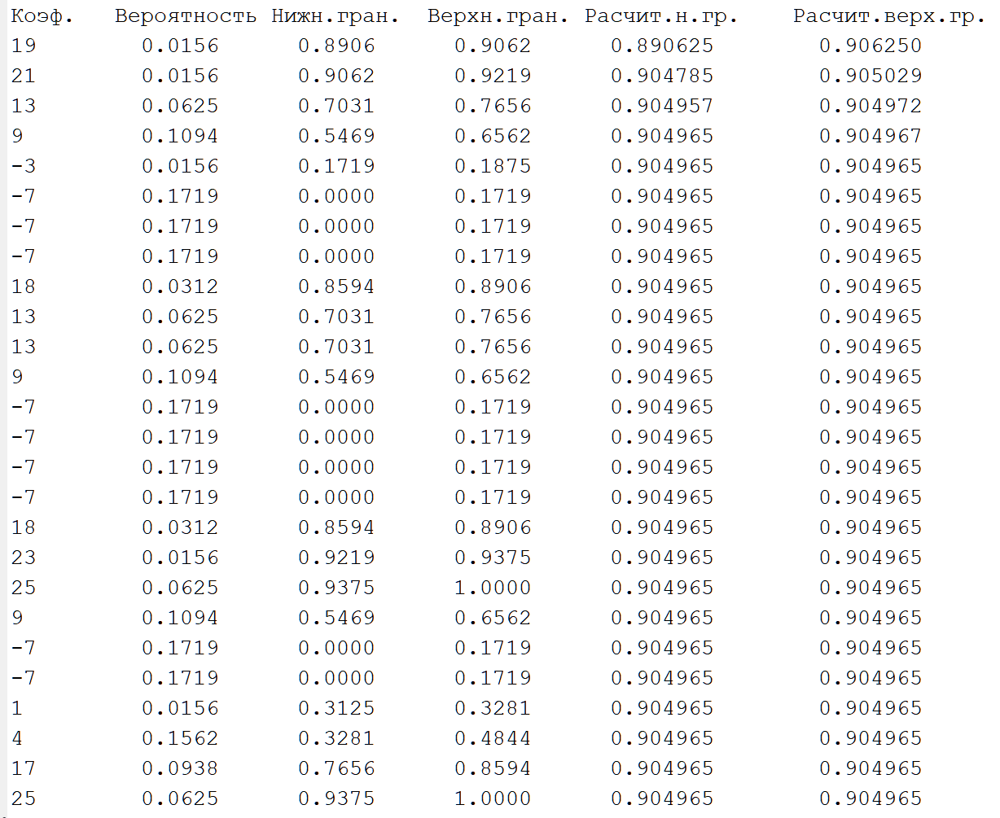 Коэф. Вероятность Нижн.гран. Верхн.гран. Расчит.н.гр. Расчит.верх.гр.
19 0.0156 0.8906 0.9062 0.890625 0.906250
21 0.0156 0.9062 0.9219 0.904785 0.905029
13 0.0625 0.7031 0.7656 0.904957 0.904972
9 0.1094 0.5469 0.6562 0.904965 0.904967
-3 0.0156 0.1719 0.1875 0.904965 0.904965
-7 0.1719 0.0000 0.1719 0.904965 0.904965
-7 0.1719 0.0000 0.1719 0.904965 0.904965
-7 0.1719 0.0000 0.1719 0.904965 0.904965
18 0.0312 0.8594 0.8906 0.904965 0.904965
13 0.0625 0.7031 0.7656 0.904965 0.904965
13 0.0625 0.7031 0.7656 0.904965 0.904965
9 0.1094 0.5469 0.6562 0.904965 0.904965
-7 0.1719 0.0000 0.1719 0.904965 0.904965
-7 0.1719 0.0000 0.1719 0.904965 0.904965
-7 0.1719 0.0000 0.1719 0.904965 0.904965
-7 0.1719 0.0000 0.1719 0.904965 0.904965
18 0.0312 0.8594 0.8906 0.904965 0.904965
23 0.0156 0.9219 0.9375 0.904965 0.904965
25 0.0625 0.9375 1.0000 0.904965 0.904965
9 0.1094 0.5469 0.6562 0.904965 0.904965
-7 0.1719 0.0000 0.1719 0.904965 0.904965
-7 0.1719 0.0000 0.1719 0.904965 0.904965
1 0.0156 0.3125 0.3281 0.904965 0.904965
4 0.1562 0.3281 0.4844 0.904965 0.904965
17 0.0938 0.7656 0.8594 0.904965 0.904965
25 0.0625 0.9375 1.0000 0.904965 0.904965